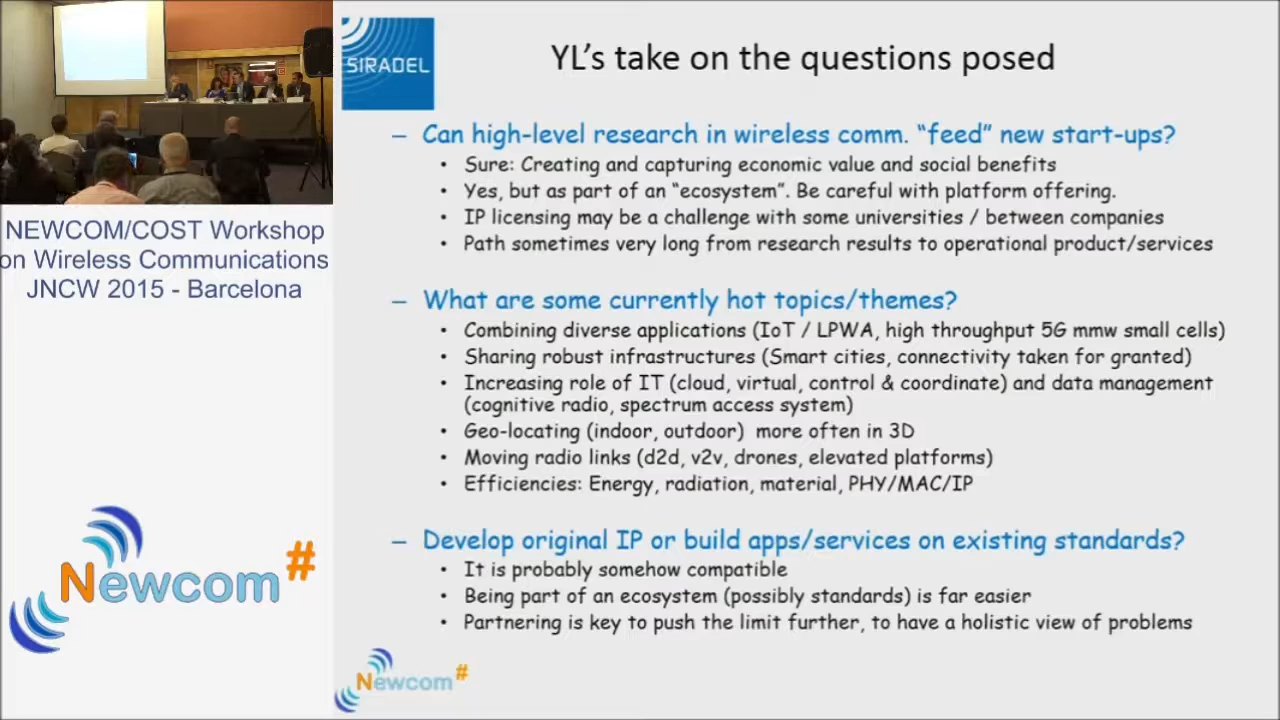 SIRADEL
YL's take on the questions posed
– Can high-level research in wireless comm. “feed” new start-ups?
• Sure: Creating and capturing economic value and social benefits
• Yes, but as part of an “ecosystem”. Be careful with platform offering.
• IP licensing may be a challenge with some universities / between companies
• Path sometimes very long from research results to operational product/services
– What are some currently hot topics/themes?
• Combining diverse applications (IoT / LPWA, high throughput 5G mmw small cells)
• Sharing robust infrastructures (Smart cities, connectivity taken for granted)
• Increasing role of IT (cloud, virtual, control & coordinate) and data management
(cognitive radio, spectrum access system)
• Geo-locating (indoor, outdoor) more often in 3D
• Moving radio links (d2d, v2v, drones, elevated platforms)
• Efficiencies: Energy, radiation, material, PHY/MAC/IP
– Develop original IP or build apps/services on existing standards?
• It is probably somehow compatible
• Being part of an ecosystem (possibly standards) is far easier
• Partnering is key to push the limit further, to have a holistic view of problems
Newcom#
NEWCOM/COST Workshop
on Wireless Communications
JNCW 2015 - Barcelona
Newcom#